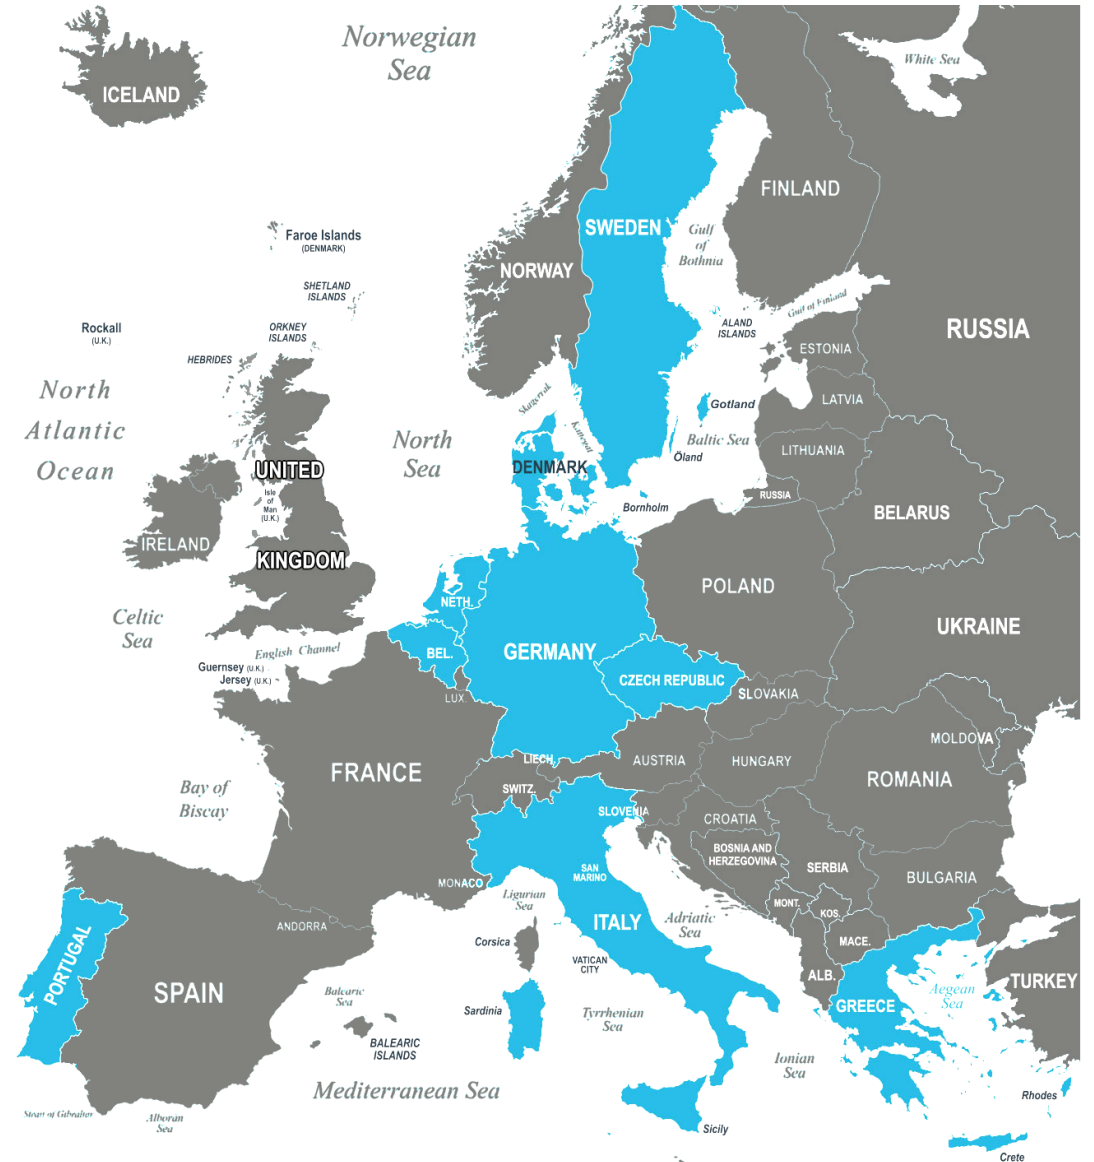 Norwegian
Sea
White Sea
ICELAND
FINLAND
SWEDEN
Gulf
of
Bothnia
Faroe Islands
(DENMARK)
NORWAY
SHETLAND
ISLANDS
Gulf of Finland
Rockall
(U.K.)
ORKNEY
ISLANDS
ALAND
ISLANDS
RUSSIA
ESTONIA
HEBRIDES
North
Atlantic
Ocean
Skagerrak
Kattegat
Gotland
LATVIA
North
Sea
Baltic Sea
Öland
LITHUANIA
UNITED
KINGDOM
DENMARK
Isle
of
Man
(U.K.)
Bornholm
RUSSIA
BELARUS
IRELAND
POLAND
NETH.
Celtic
Sea
UKRAINE
English Channel
BEL.
GERMANY
Guernsey (U.K.)
Jersey (U.K.)
CZECH REPUBLIC
LUX.
SLOVAKIA
MOLDOVA
LIECH.
AUSTRIA
HUNGARY
FRANCE
ROMANIA
Bay of
Biscay
SWITZ.
SLOVENIA
CROATIA
BOSNIA AND
HERZEGOVINA
SERBIA
SAN
MARINO
MONACO
BULGARIA
Ligurian
Sea
MONT.
KOS.
ANDORRA
ITALY
Adriatic
Sea
Corsica
MACE.
PORTUGAL
VATICAN
CITY
ALB.
SPAIN
TURKEY
Balearic
Sea
Sardinia
GREECE
Aegean
Sea
Tyrrhenian
Sea
BALEARIC
ISLANDS
Ionian
Sea
Mediterranean Sea
Rhodes
Strait of Gibraltar
Alboran
Sea
Sicily
Crete